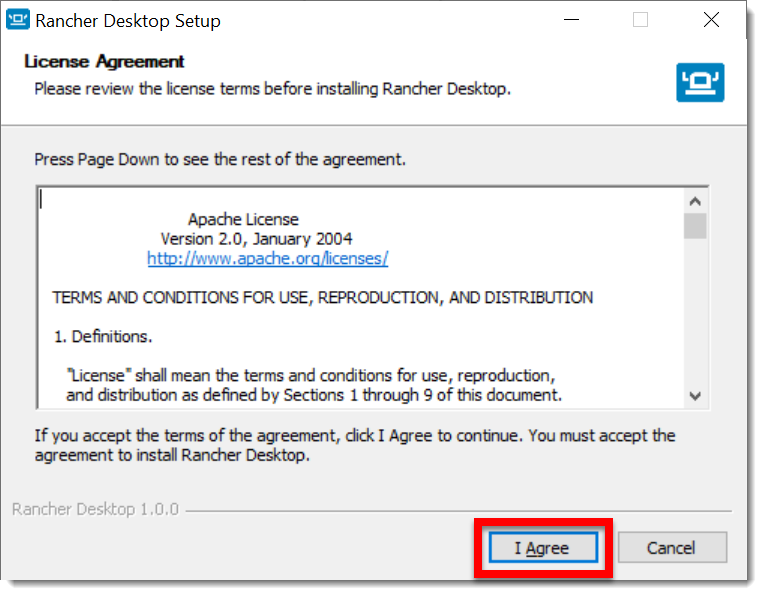 Rancher Desktop Setup
License Agreement
Please review the license terms before installing Rancher Desktop.
Press Page Down to see the rest of the agreement.
Apache License
Version 2.0, January 2004
http://www.apache.org/licenses/
TERMS AND CONDITIONS FOR USE, REPRODUCTION, AND DISTRIBUTION
1. Definitions.
"License" shall mean the terms and conditions for use, reproduction,
and distribution as defined by Sections 1 through 9 of this document.
If you accept the terms of the agreement, click I Agree to continue. You must accept the
agreement to install Rancher Desktop.
Rancher Desktop 1.0.0
I Agree
Cancel